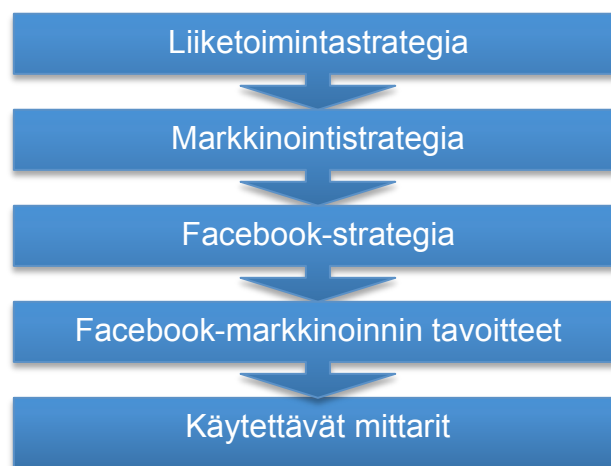 Liiketoimintastrategia
Markkinointistrategia
Facebook-strategia
Facebook-markkinoinnin tavoitteet
Käytettävät mittarit